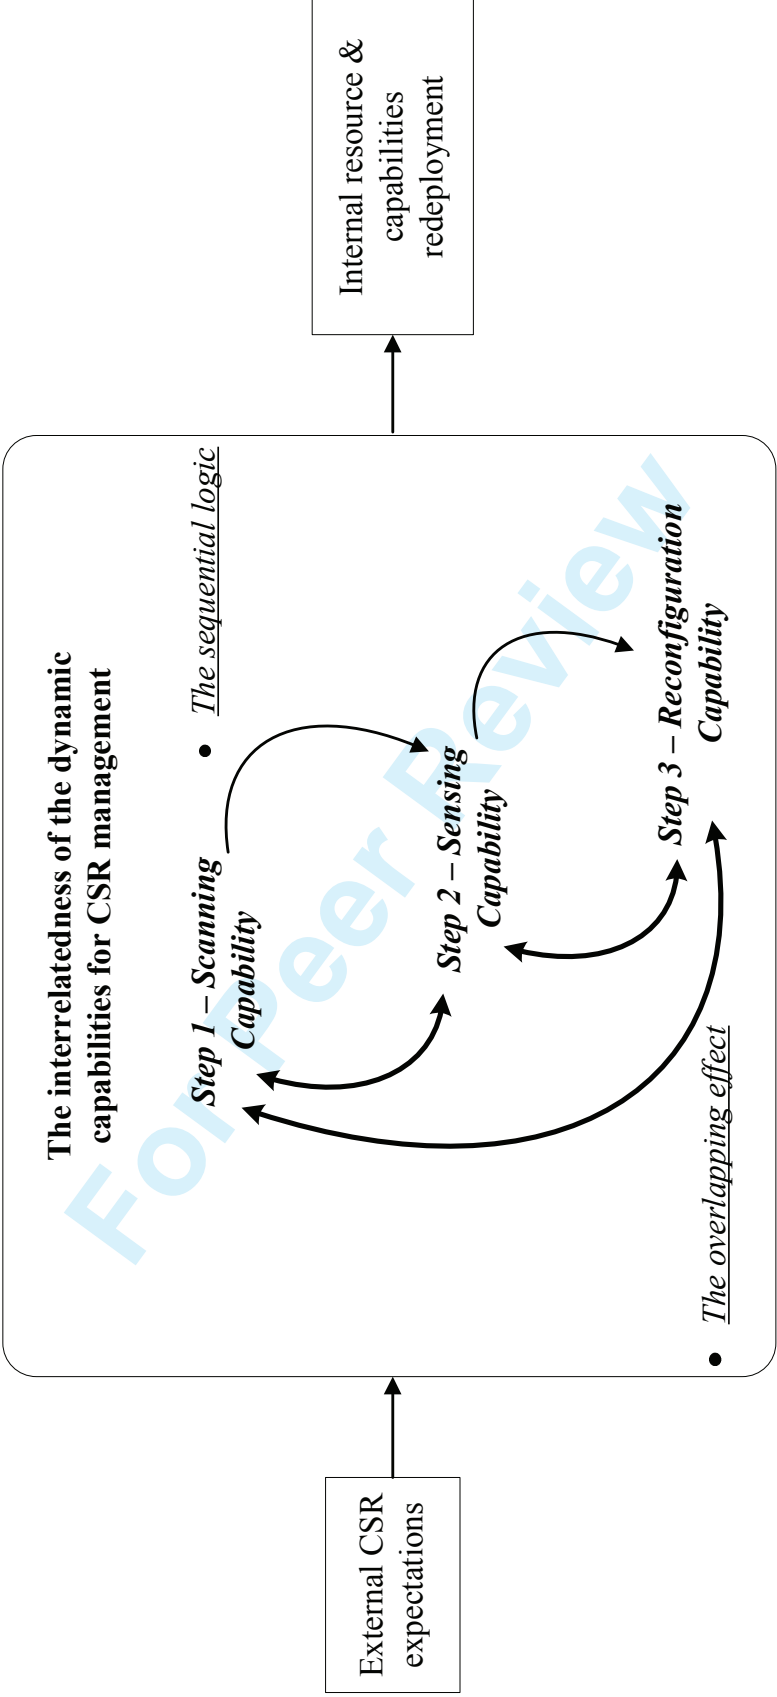 The interrelatedness of the dynamic
capabilities for CSR management
• The sequential logic
Step 1 – Scanning
Capability
Step 2 – Sensing
Capability
Step 3 – Reconfiguration
Capability
• The overlapping effect
External CSR
expectations
Internal resource &
capabilities
redeployment
For Peer Review